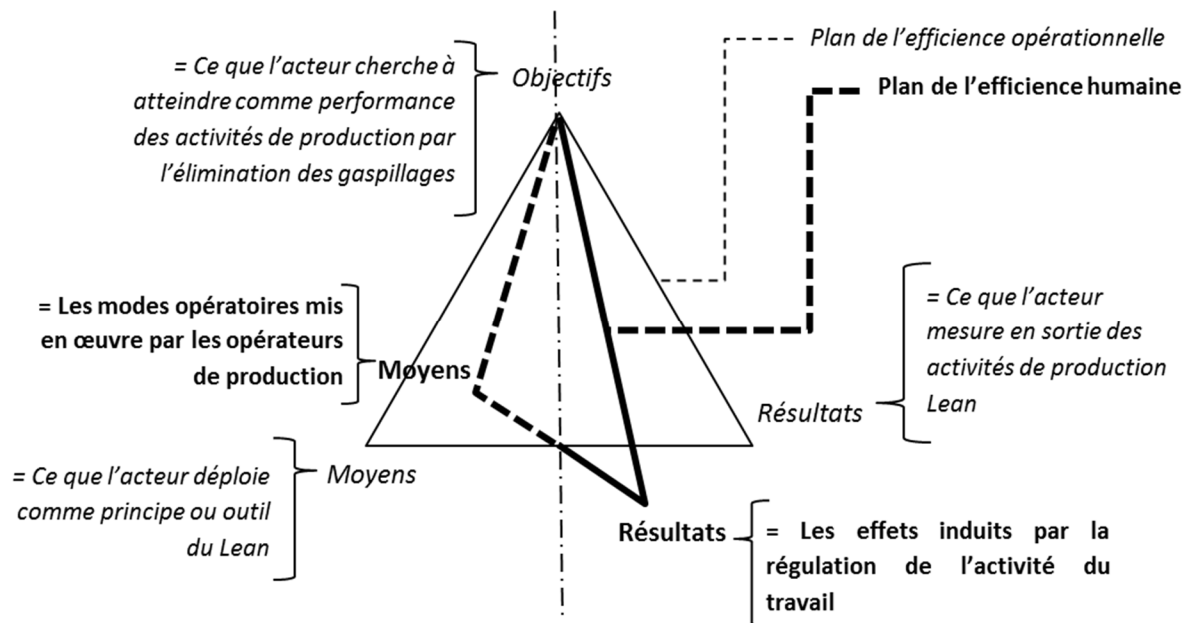 Plan de l’efficience opérationnelle
Plan de l’efficience humaine
Objectifs
= Ce que l’acteur cherche à
atteindre comme performance
des activités de production par
l’élimination des gaspillages
= Les modes opératoires mis
en œuvre par les opérateurs
de production
Moyens
= Ce que l’acteur
mesure en sortie des
activités de production
Lean
Résultats
Moyens
= Ce que l’acteur déploie
comme principe ou outil
du Lean
Résultats
= Les effets induits par la
régulation de l’activité du
travail